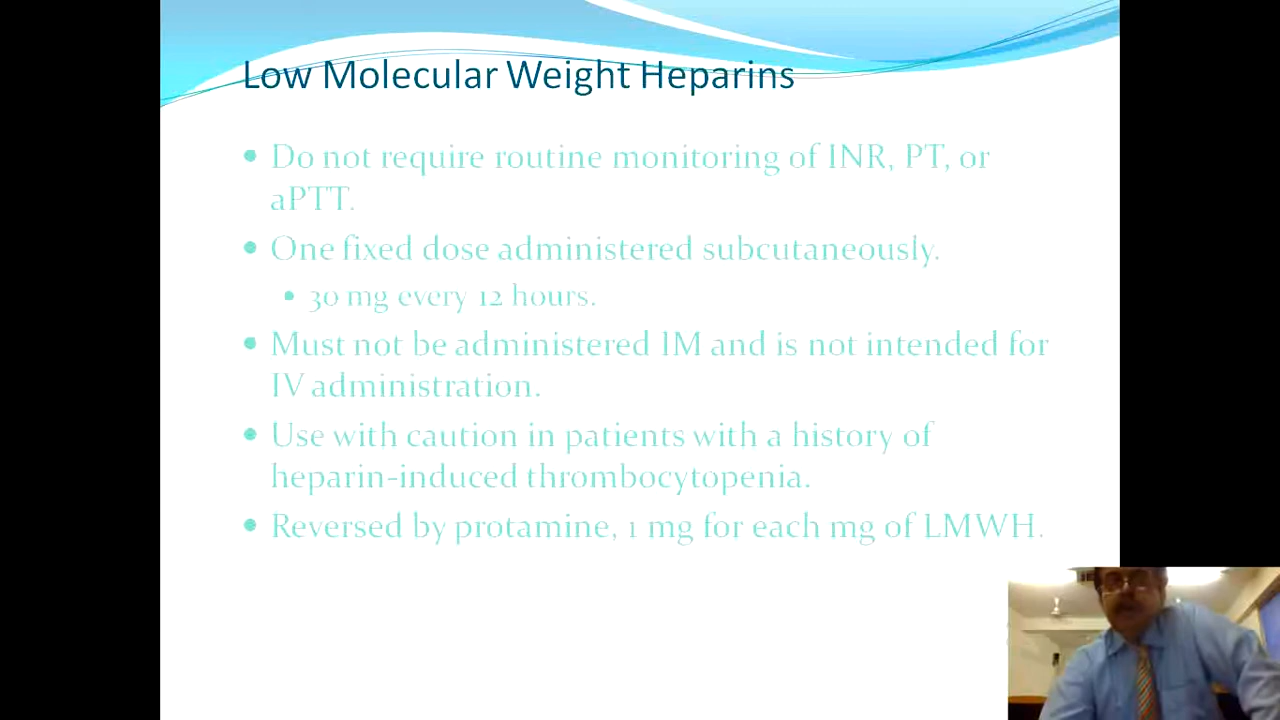 Low Molecular Weight Heparins
• Do not require routine monitoring of INR, PT, or
aPTT.
• One fixed dose administered subcutaneously.
• 30 mg every 12 hours.
• Must not be administered IM and is not intended for
IV administration.
• Use with caution in patients with a history of
heparin-induced thrombocytopenia.
• Reversed by protamine, 1 mg for each mg of LMWH.